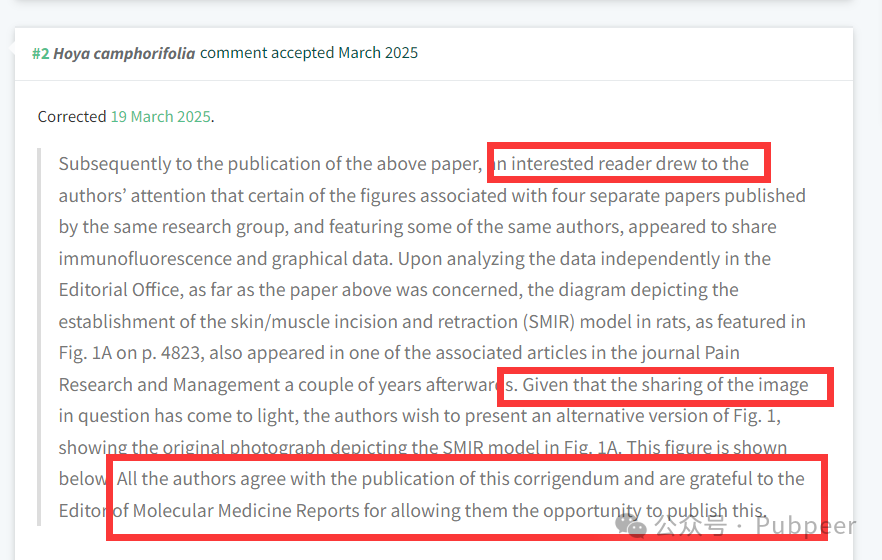 #2 Hoya camphorifolia comment accepted March 2025
Corrected 19 March 2025.
Subsequently to the publication of the above paper, an interested reader drew to the
authors’ attention that certain of the figures associated with four separate papers published
by the same research group, and featuring some of the same authors, appeared to share
immunofluorescence and graphical data. Upon analyzing the data independently in the
Editorial Office, as far as the paper above was concerned, the diagram depicting the
establishment of the skin/muscle incision and retraction (SMIR) model in rats, as featured in
Fig. 1A on p. 4823, also appeared in one of the associated articles in the journal Pain
Research and Management a couple of years afterwards. Given that the sharing of the image
in question has come to light, the authors wish to present an alternative version of Fig. 1,
showing the original photograph depicting the SMIR model in Fig. 1A. This figure is shown
below. All the authors agree with the publication of this corrigendum and are grateful to the
Editor of Molecular Medicine Reports for allowing them the opportunity to publish this.
公众号 · Pubpeer